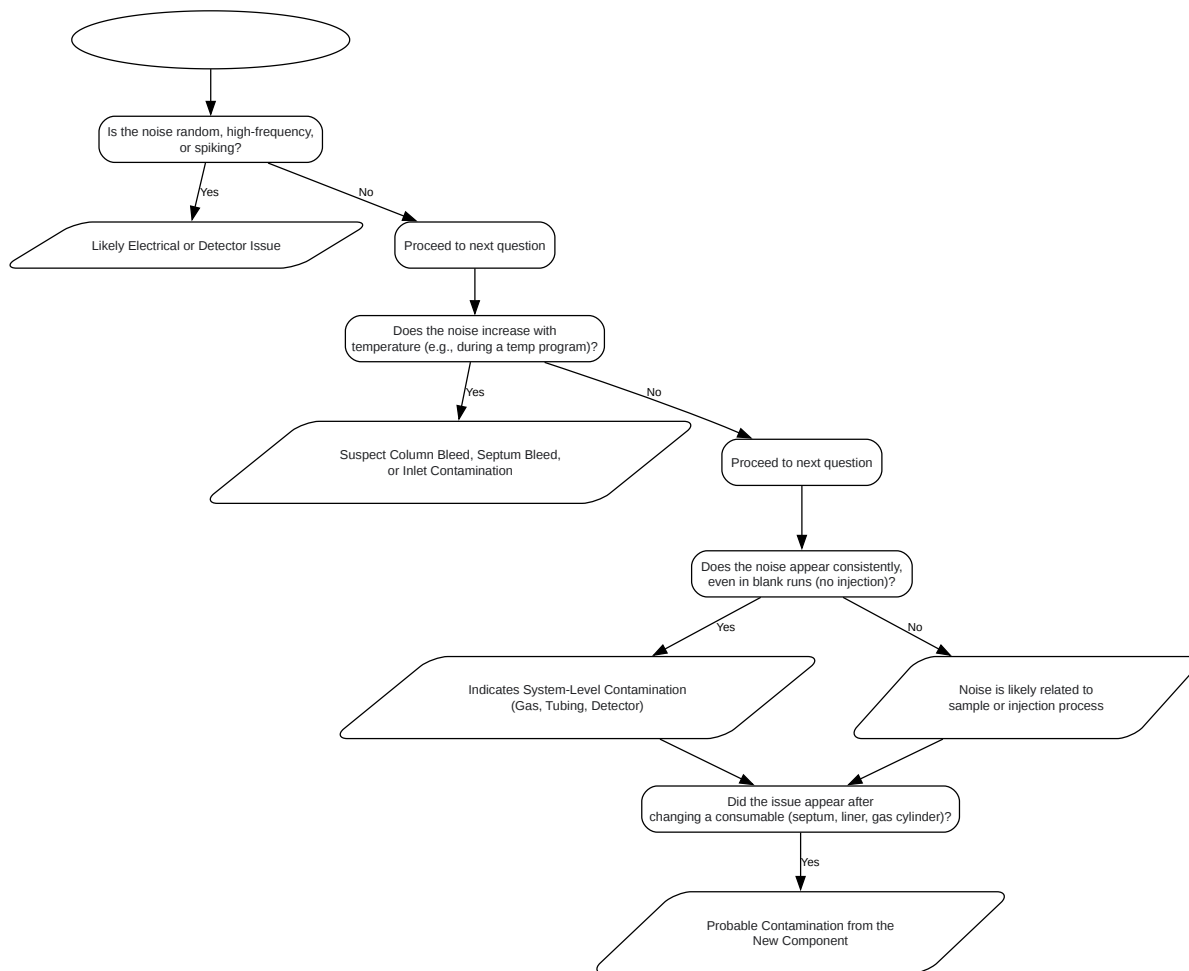 Is the noise random, high-frequency,
or spiking?
Yes
No
Likely Electrical or Detector Issue
Proceed to next question
Does the noise increase with
temperature (e.g., during a temp program)?
Yes
No
Suspect Column Bleed, Septum Bleed,
or Inlet Contamination
Proceed to next question
Does the noise appear consistently,
even in blank runs (no injection)?
Yes
No
Indicates System-Level Contamination
(Gas, Tubing, Detector)
Noise is likely related to
sample or injection process
Did the issue appear after
changing a consumable (septum, liner, gas cylinder)?
Yes
Probable Contamination from the
New Component